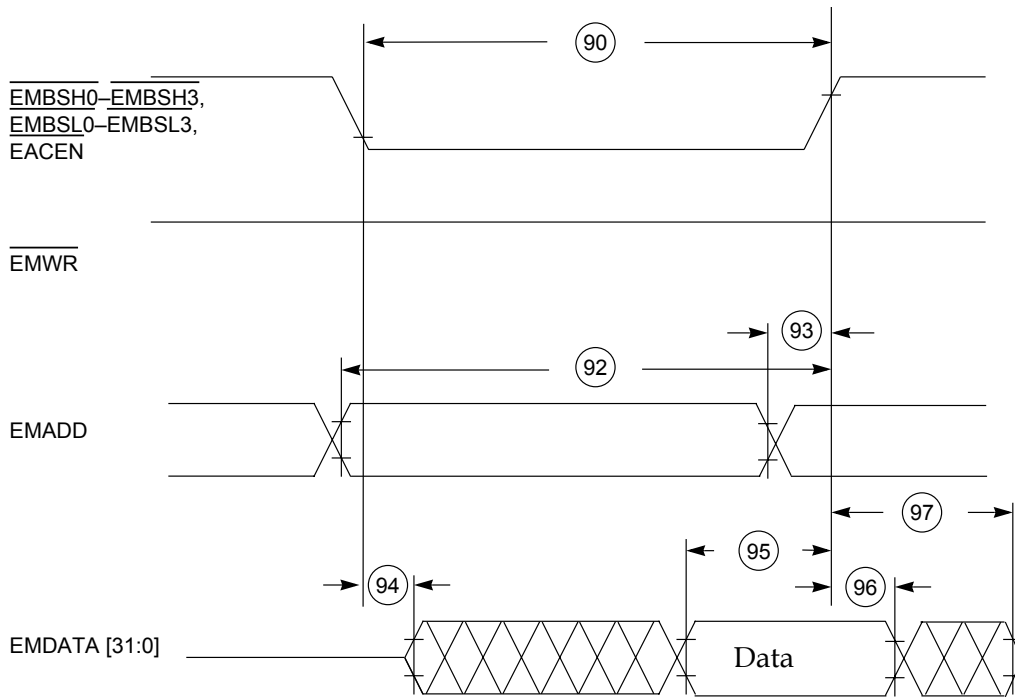 90
EMBSH0–EMBSH3,
EMBSL0–EMBSL3,
EACEN
EMWR
93
92
EMADD
97
95
94
96
EMDATA [31:0]
Data